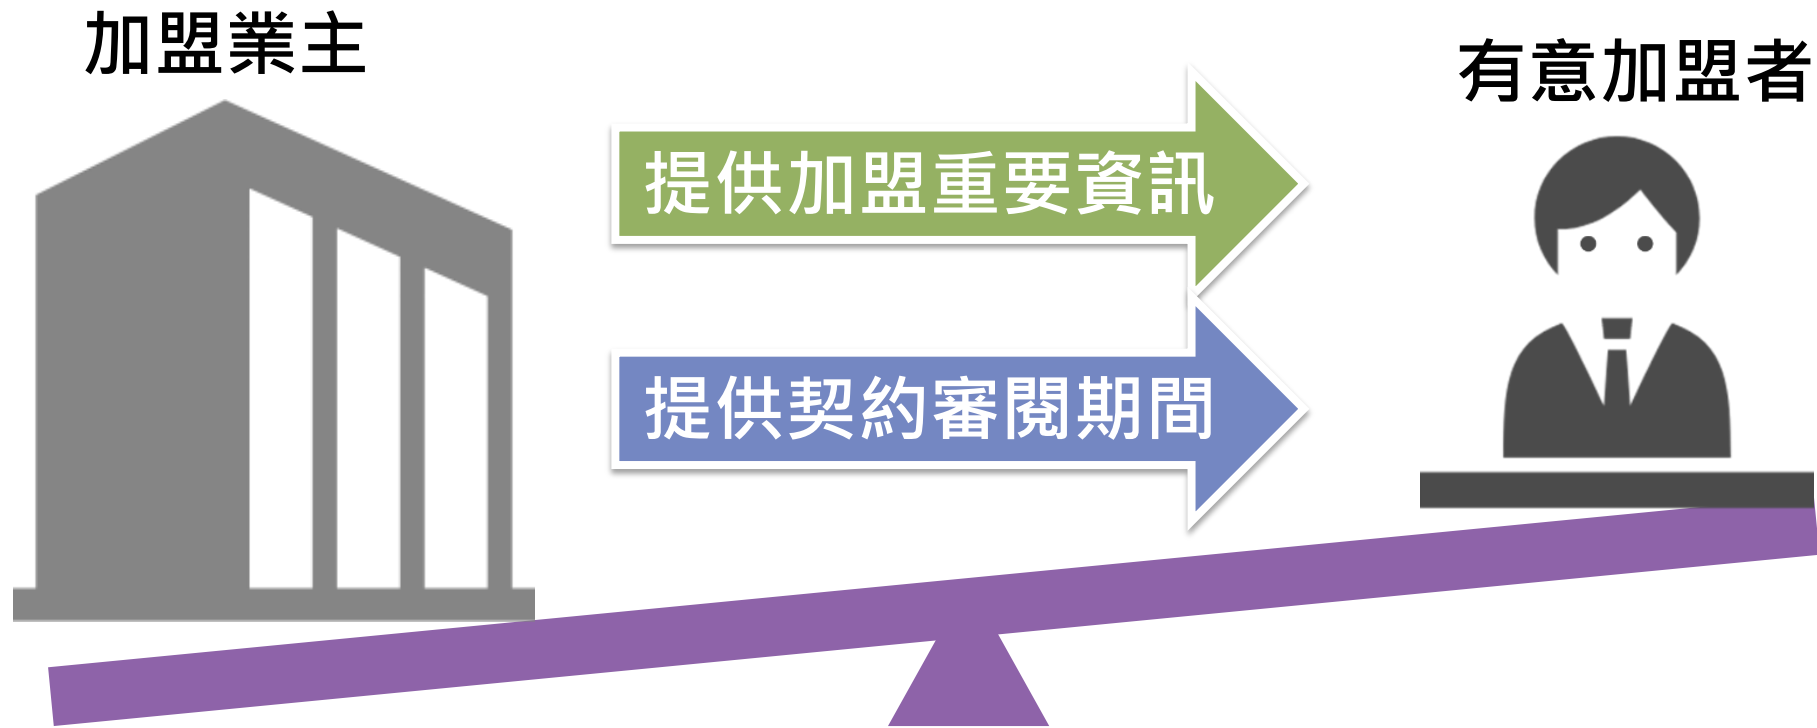 加盟業主
有意加盟者
提供加盟重要資訊
提供契約審閱期間